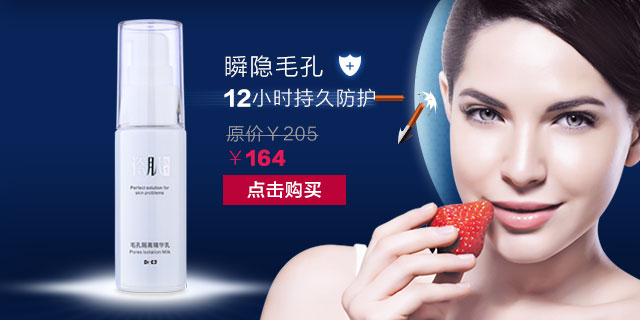 瞬隐毛孔
12小时持久防护
原价￥205
￥164
点击购买
Perfect solution for
skin problems
毛孔隔离精华乳
Pores Isolation Milk